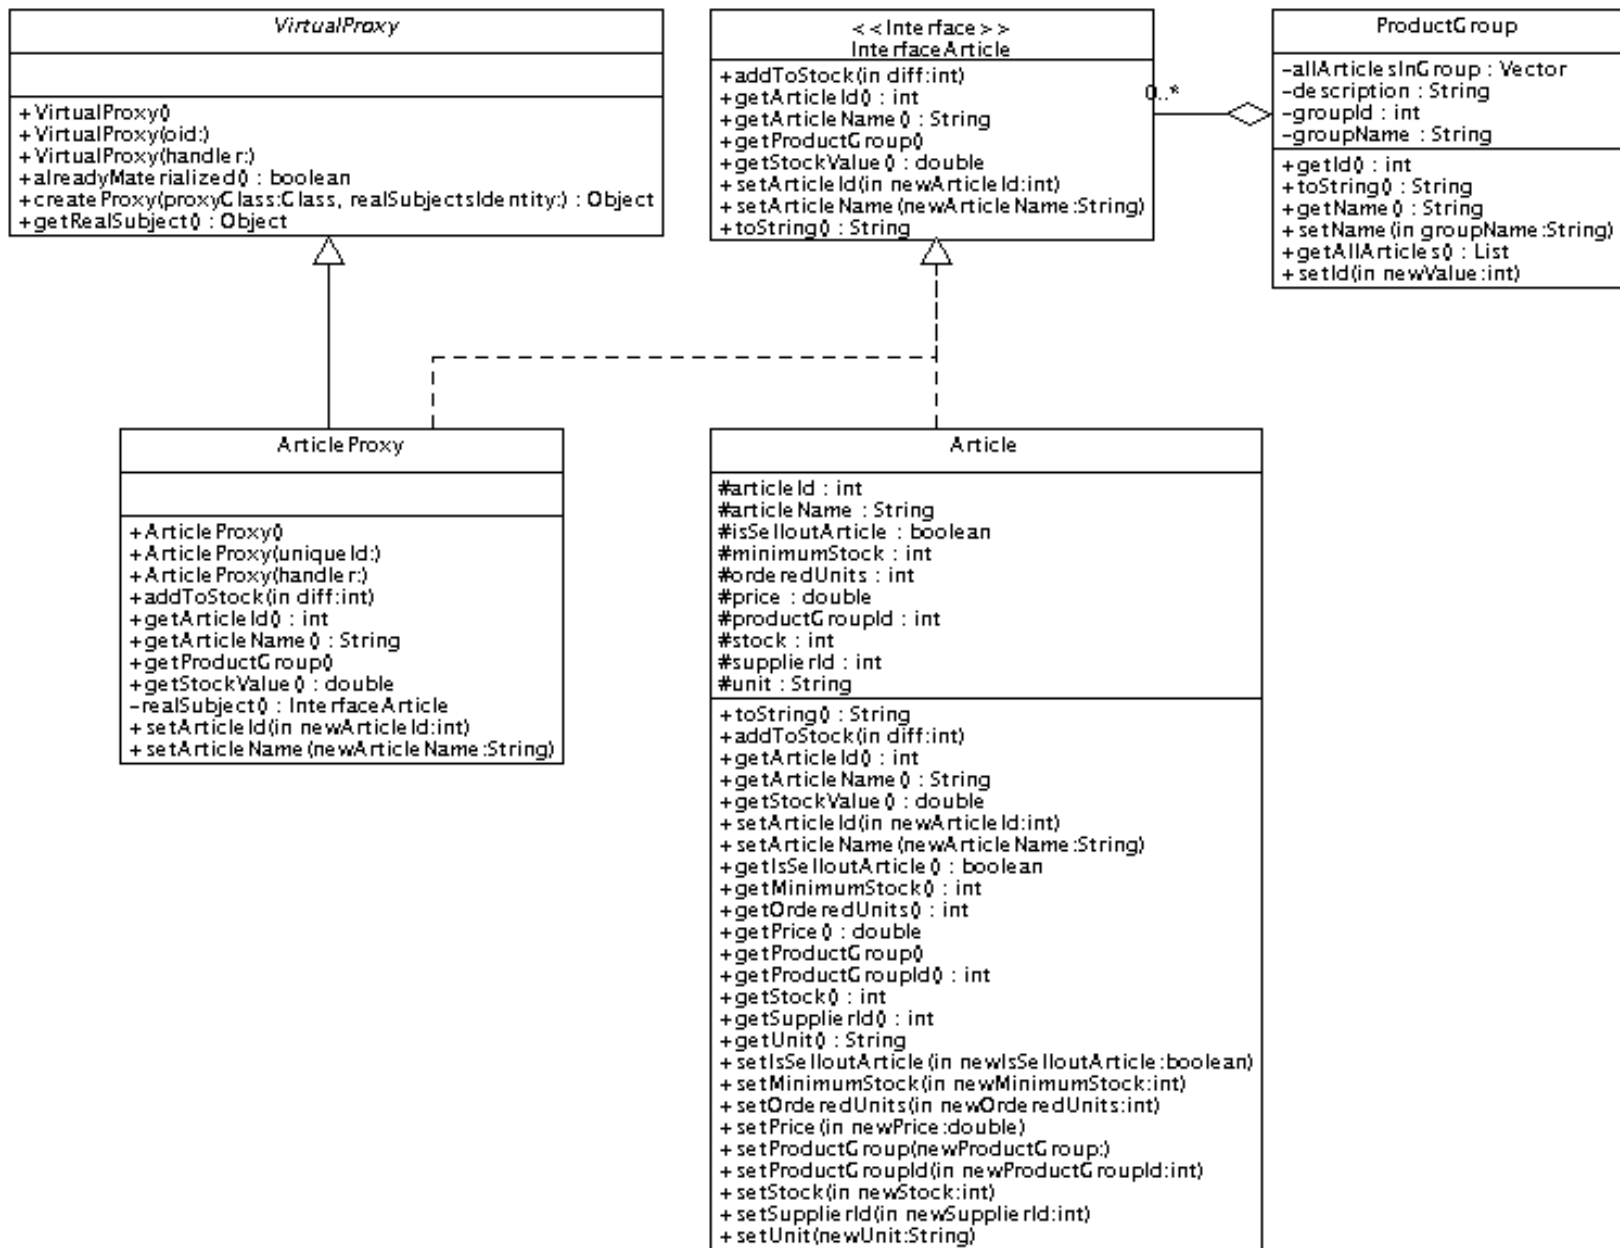 VirtualProxy
+VirtualProxy()
+VirtualProxy(oid:)
+VirtualProxy(handler:)
+alreadyMaterialized() : boolean
+createProxy(proxyClass:Class, realSubjectsIdentity:) : Object
+getRealSubject() : Object
<<Interface>>
InterfaceArticle
+addToStock(in diff:int)
+getArticleId() : int
+getArticleName() : String
+getProductGroup()
+getStockValue() : double
+setArticleId(in newArticleId:int)
+setArticleName(newArticleName:String)
+toString() : String
0..*
ProductGroup
-allArticlesInGroup : Vector
-description : String
-groupId : int
-groupName : String
+getId() : int
+toString() : String
+getName() : String
+setName(in groupName:String)
+getAllArticles() : List
+setId(in newValue:int)
ArticleProxy
+ArticleProxy()
+ArticleProxy(uniqueId:)
+ArticleProxy(handler:)
+addToStock(in diff:int)
+getArticleId() : int
+getArticleName() : String
+getProductGroup()
+getStockValue() : double
-realSubject() : InterfaceArticle
+setArticleId(in newArticleId:int)
+setArticleName(newArticleName:String)
Article
#articleId : int
#articleName : String
#isSelloutArticle : boolean
#minimumStock : int
#orderedUnits : int
#price : double
#productGroupId : int
#stock : int
#supplierId : int
#unit : String
+toString() : String
+addToStock(in diff:int)
+getArticleId() : int
+getArticleName() : String
+getStockValue() : double
+setArticleId(in newArticleId:int)
+setArticleName(newArticleName:String)
+getIsSelloutArticle() : boolean
+getMinimumStock() : int
+getOrderedUnits() : int
+getPrice() : double
+getProductGroup()
+getProductGroupId() : int
+getStock() : int
+getSupplierId() : int
+getUnit() : String
+setIsSelloutArticle(in newIsSelloutArticle:boolean)
+setMinimumStock(in newMinimumStock:int)
+setOrderedUnits(in newOrderedUnits:int)
+setPrice(in newPrice:double)
+setProductGroup(newProductGroup:)
+setProductGroupId(in newProductGroupId:int)
+setStock(in newStock:int)
+setSupplierId(in newSupplierId:int)
+setUnit(newUnit:String)